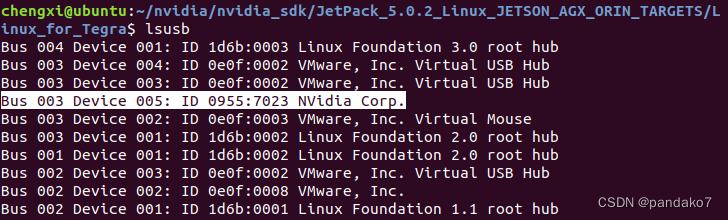 chengxi@ubuntu:~/nvidia/nvidia_sdk/JetPack_5.0.2_Linux_JETSON_AGX_ORIN_TARGETS/L
inux_for_Tegra$ lsusb
Bus 004 Device 001: ID 1d6b:0003 Linux Foundation 3.0 root hub
Bus 003 Device 004: ID 0e0f:0002 VMware, Inc. Virtual USB Hub
Bus 003 Device 003: ID 0e0f:0002 VMware, Inc. Virtual USB Hub
Bus 003 Device 005: ID 0955:7023 NVidia Corp.
Bus 003 Device 002: ID 0e0f:0003 VMware, Inc. Virtual Mouse
Bus 003 Device 001: ID 1d6b:0002 Linux Foundation 2.0 root hub
Bus 001 Device 001: ID 1d6b:0002 Linux Foundation 2.0 root hub
Bus 002 Device 003: ID 0e0f:0002 VMware, Inc. Virtual USB Hub
Bus 002 Device 002: ID 0e0f:0008 VMware, Inc.
Bus 002 Device 001: ID 1d6b:0001 Linux Foundation 1.1 root hub
CSDN @pandako7